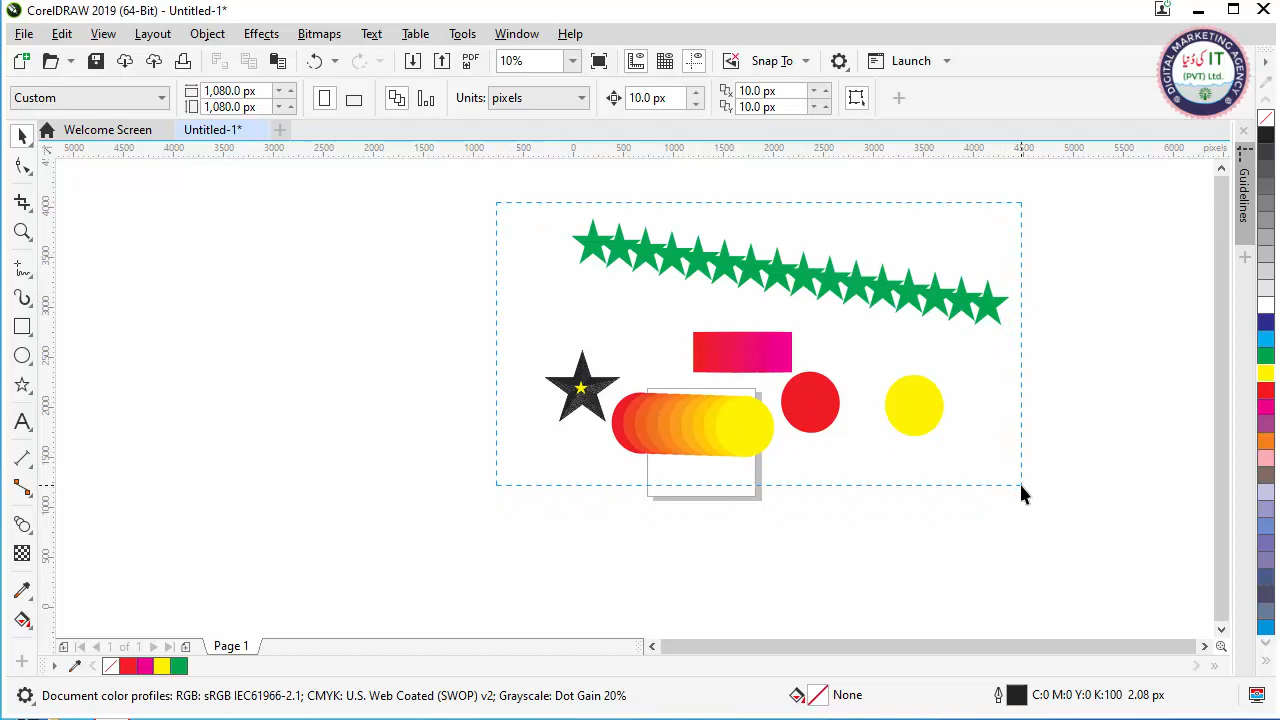 CorelDRAW 2019 (64-Bit) - Untitled-1*
File Edit View Layout Object Effects Bitmaps Text Table Tools Window Help
PDF 10% Snap To Launch
Custom 1,080.0 px 1,080.0 px Units: pixels 10.0 px 10.0 px 10.0 px
Welcome Screen Untitled-1*
5000 4500 4000 3500 3000 2500 2000 1500 1000 500 0 500 1000 1500 2000 2500 3000 3500 4000 4500 5000 5500 6000 pixels
DIGITAL MARKETING AGENCY
IT کی دُنیا
(PVT) Ltd.
Guidelines
1 of 1 Page 1
Document color profiles: RGB: sRGB IEC61966-2.1; CMYK: U.S. Web Coated (SWOP) v2; Grayscale: Dot Gain 20% None C:0 M:0 Y:0 K:100 2.08 px